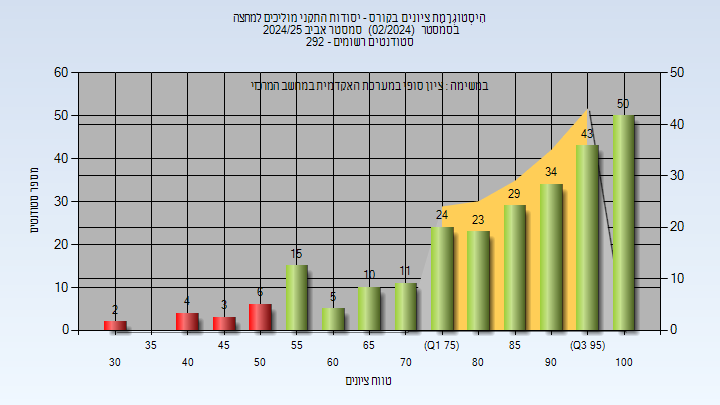 היסטוגרמת ציונים בקורס - יסודות התקני מוליכים למחצה
בסמסטר (02/2024) סמסטר אביב 2024/25
סטודנטים רשומים - 292
במשימה : ציון סופי במערכת האקדמית במחשב המרכזי
60 50 40 30 20 10 0
מספר סטודנטים
50 40 30 20 10 0
2 4 3 6 15 5 10 11 24 23 29 34 43 50
35 45 55 65 (Q1 75) 85 (Q3 95)
30 40 50 60 70 80 90 100
טווח ציונים